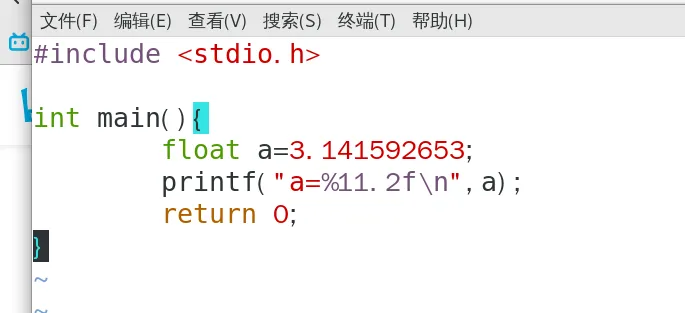 文件(F) 编辑(E) 查看(V) 搜索(S) 终端(T) 帮助(H)
#include <stdio.h>
int main(){
float a=3.141592653;
printf("a=%11.2f\n",a);
return 0;
}
~
~